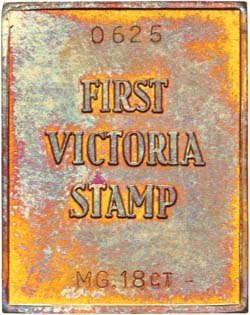 0625
FIRST
VICTORIA
STAMP
MG.18CT-